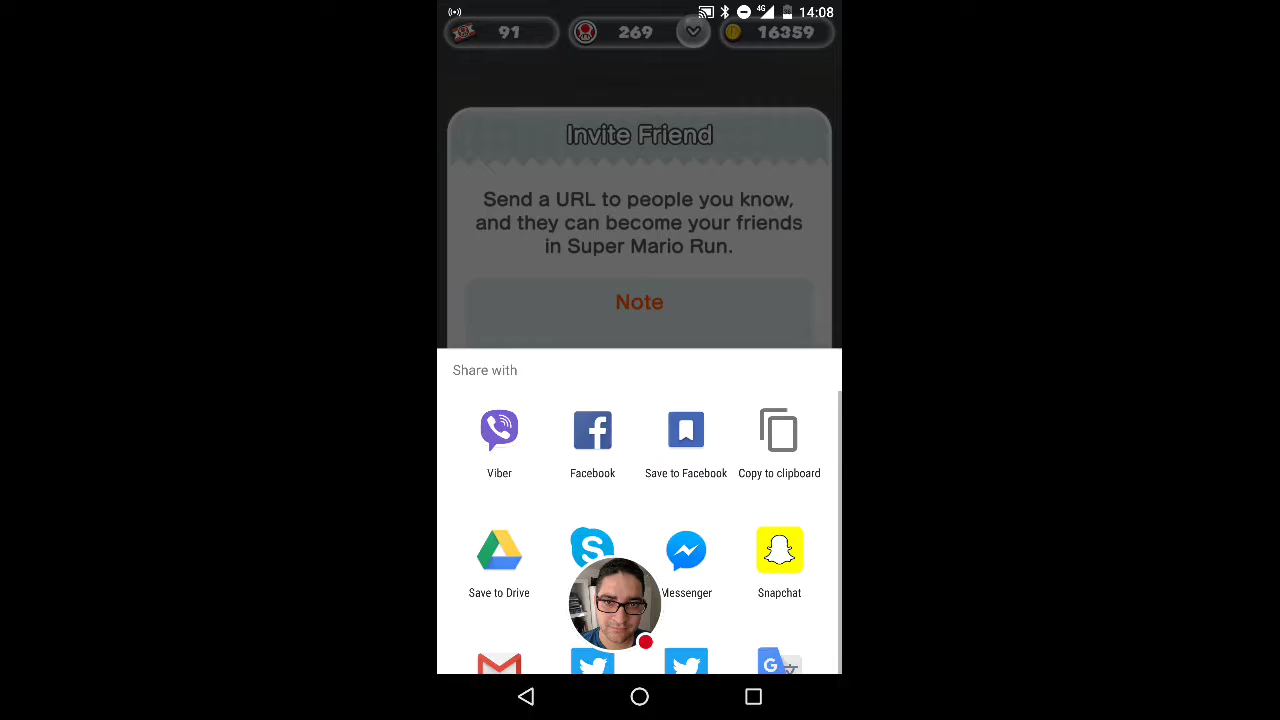 4G 14:08
91 269 16359
Invite Friend
Send a URL to people you know,
and they can become your friends
in Super Mario Run.
Note
Share with
Viber Facebook Save to Facebook Copy to clipboard
Save to Drive Messenger Snapchat